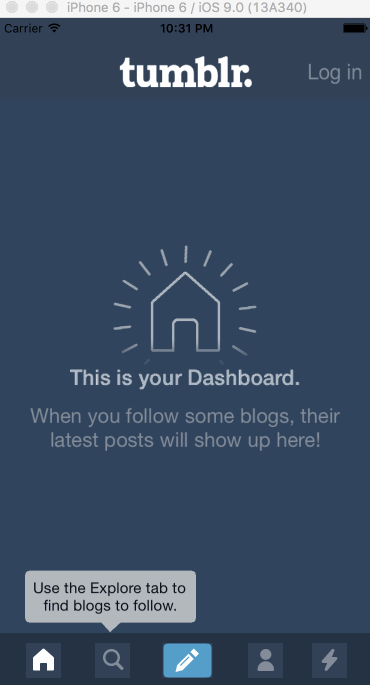 iPhone 6 - iPhone 6 / iOS 9.0 (13A340)
Carrier 10:31 PM
tumblr. Log in
This is your Dashboard.
When you follow some blogs, their
latest posts will show up here!
Use the Explore tab to
find blogs to follow.